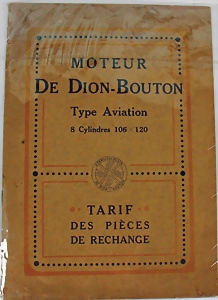 MOTEUR
DE DION-BOUTON
Type Aviation
8 Cylindres 106 - 120
TARIF
DES PIÈCES
DE RECHANGE